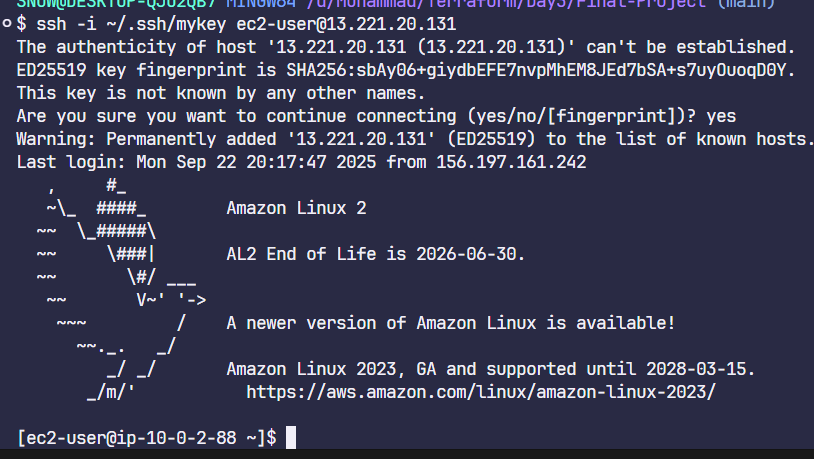 SNOW@DESKTOP-QJU2QB7 MINGW64 /d/Mohammad/Terraform/Day3/Final-Project (main)
$ ssh -i ~/.ssh/mykey ec2-user@13.221.20.131
The authenticity of host '13.221.20.131 (13.221.20.131)' can't be established.
ED25519 key fingerprint is SHA256:sbAy06+giydbEFE7nvpMhEM8JEd7bSA+s7uyOuoqD0Y.
This key is not known by any other names.
Are you sure you want to continue connecting (yes/no/[fingerprint])? yes
Warning: Permanently added '13.221.20.131' (ED25519) to the list of known hosts.
Last login: Mon Sep 22 20:17:47 2025 from 156.197.161.242
   ,     #_
   ~\_  ####_        Amazon Linux 2
  ~~  \_#####\
  ~~     \###|       AL2 End of Life is 2026-06-30.
  ~~       \#/ ___
   ~~       V~' '->
    ~~~         /    A newer version of Amazon Linux is available!
      ~~._.   _/
         _/ _/       Amazon Linux 2023, GA and supported until 2028-03-15.
       _/m/'           https://aws.amazon.com/linux/amazon-linux-2023/
[ec2-user@ip-10-0-2-88 ~]$